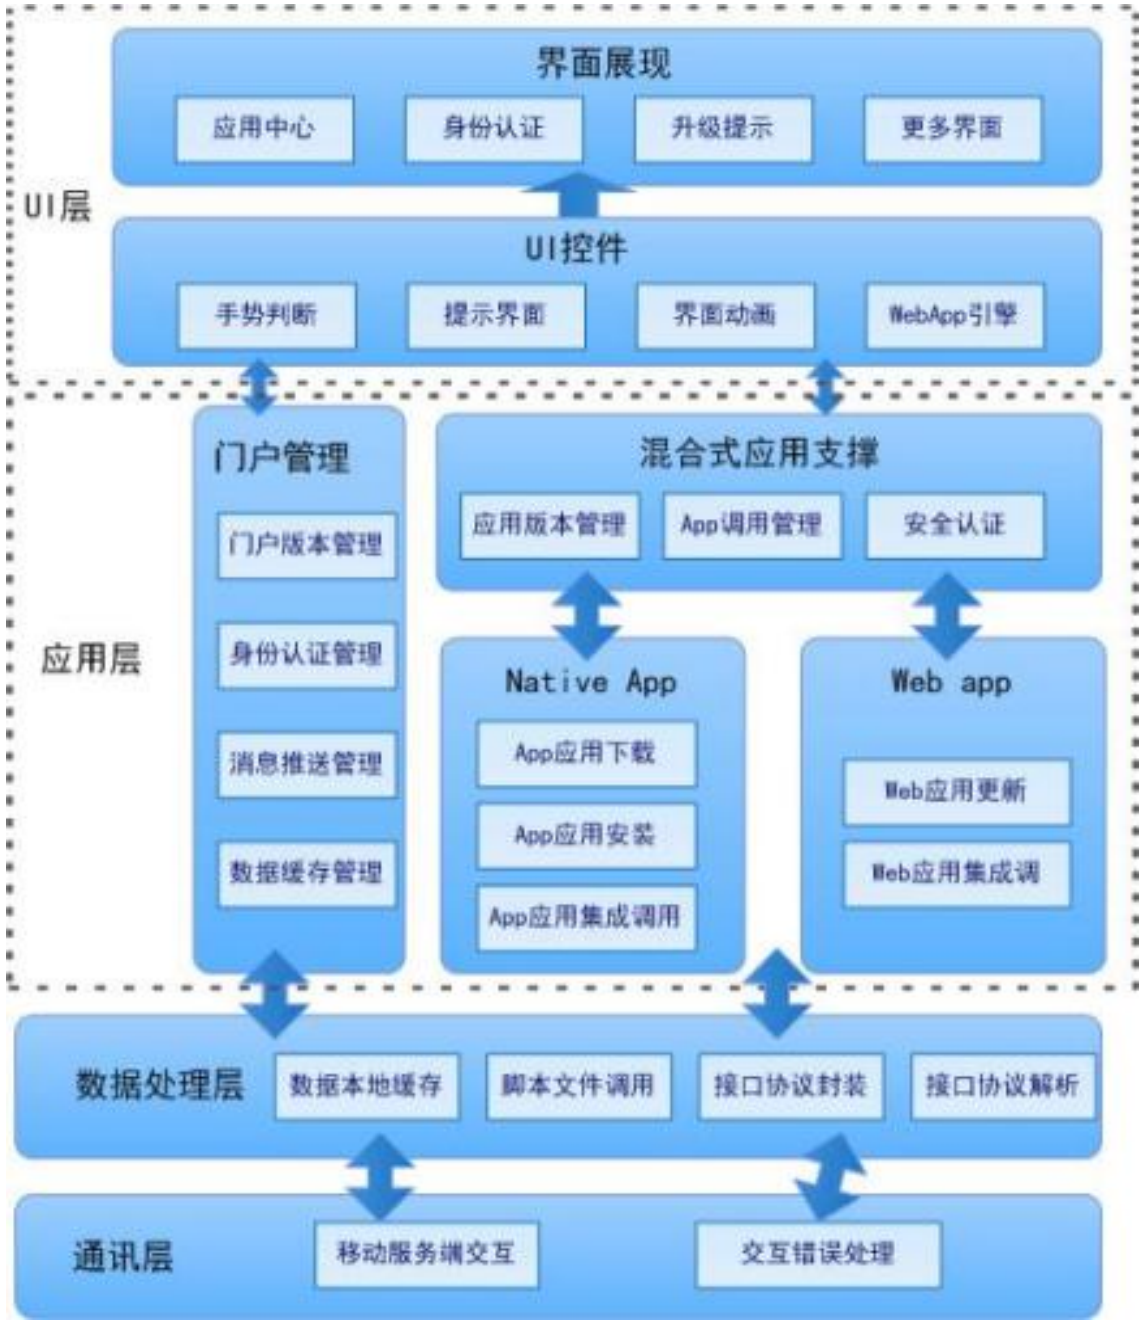 界面展现
应用中心 身份认证 升级提示 更多界面
UI层
UI控件
手势判断 提示界面 界面动画 WebApp引擎
应用层
门户管理
门户版本管理
身份认证管理
消息推送管理
数据缓存管理
混合式应用支撑
应用版本管理 App调用管理 安全认证
Native App
App应用下载
App应用安装
App应用集成调用
Web app
Web应用更新
Web应用集成调
数据处理层 数据本地缓存 脚本文件调用 接口协议封装 接口协议解析
通讯层 移动服务端交互 交互错误处理